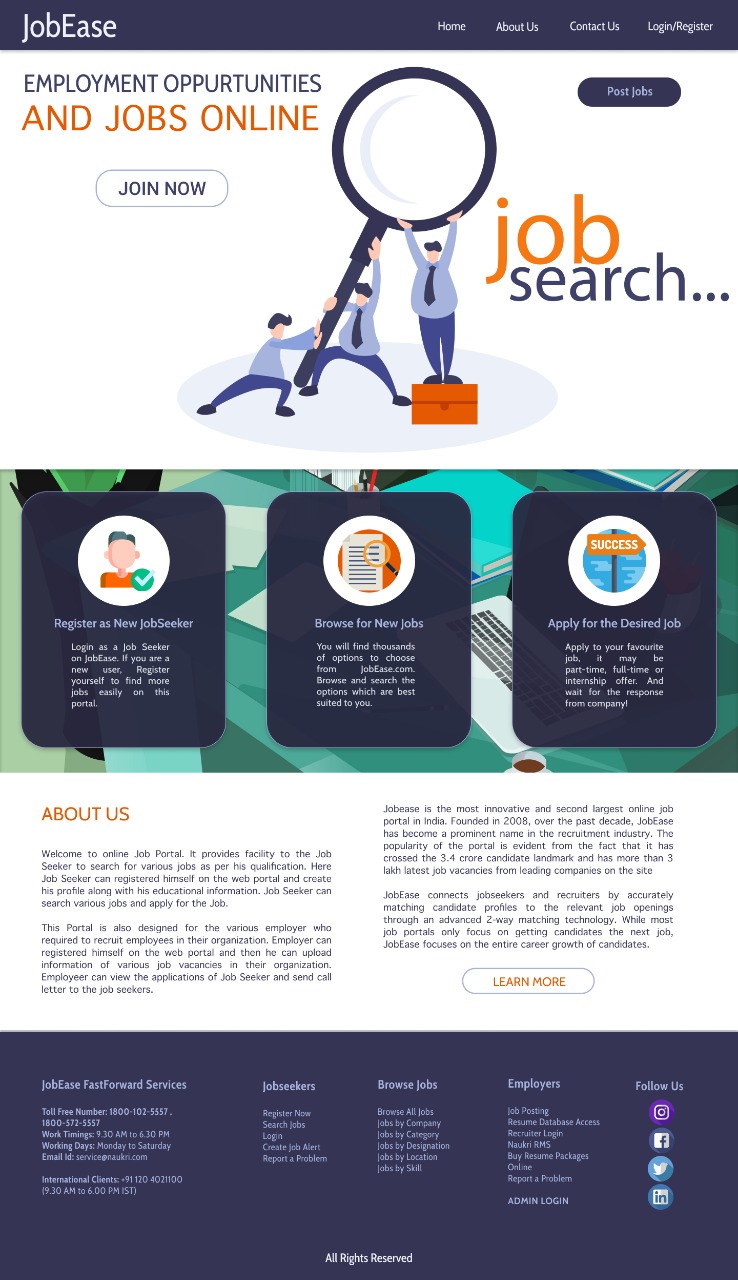 JobEase
Home
About Us
Contact Us
Login/Register
EMPLOYMENT OPPURTUNITIES
AND JOBS ONLINE
Post Jobs
JOIN NOW
job
search...
Register as New JobSeeker
Login as a Job Seeker
on JobEase. If you are a
new user, Register
yourself to find more
jobs easily on this
portal.
Browse for New Jobs
You will find thousands
of options to choose
from JobEase.com.
Browse and search the
options which are best
suited to you.
SUCCESS
Apply for the Desired Job
Apply to your favourite
job, it may be
part-time, full-time or
internship offer. And
wait for the response
from company!
ABOUT US
Welcome to online Job Portal. It provides facility to the Job
Seeker to search for various jobs as per his qualification. Here
Job Seeker can registered himself on the web portal and create
his profile along with his educational information. Job Seeker can
search various jobs and apply for the Job.
This Portal is also designed for the various employer who
required to recruit employees in their organization. Employer can
registered himself on the web portal and then he can upload
information of various job vacancies in their organization.
Employeer can view the applications of Job Seeker and send call
letter to the job seekers.
Jobease is the most innovative and second largest online job
portal in India. Founded in 2008, over the past decade, JobEase
has become a prominent name in the recruitment industry. The
popularity of the portal is evident from the fact that it has
crossed the 3.4 crore candidate landmark and has more than 3
lakh latest job vacancies from leading companies on the site
JobEase connects jobseekers and recruiters by accurately
matching candidate profiles to the relevant job openings
through an advanced 2-way matching technology. While most
job portals only focus on getting candidates the next job,
JobEase focuses on the entire career growth of candidates.
LEARN MORE
JobEase FastForward Services
Toll Free Number: 1800-102-5557 ,
1800-572-5557
Work Timings: 9.30 AM to 6.30 PM
Working Days: Monday to Saturday
Email Id: service@naukri.com
International Clients: +91 120 4021100
(9.30 AM to 6.00 PM IST)
Jobseekers
Register Now
Search Jobs
Login
Create Job Alert
Report a Problem
Browse Jobs
Browse All Jobs
Jobs by Company
Jobs by Category
Jobs by Designation
Jobs by Location
Jobs by Skill
Employers
Job Posting
Resume Database Access
Recruiter Login
Naukri RMS
Buy Resume Packages
Online
Report a Problem
ADMIN LOGIN
Follow Us
All Rights Reserved